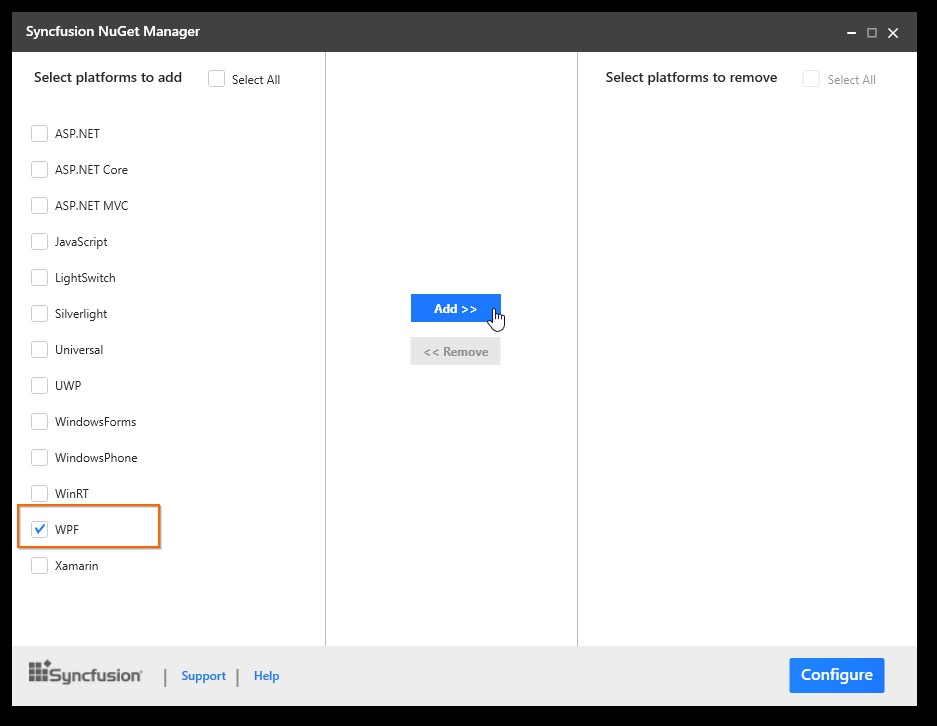 Syncfusion NuGet Manager
Select platforms to add
Select All
Select platforms to remove
Select All
ASP.NET
ASP.NET Core
ASP.NET MVC
JavaScript
LightSwitch
Silverlight
Universal
UWP
WindowsForms
WindowsPhone
WinRT
WPF
Xamarin
Add >>
<< Remove
Syncfusion | Support | Help
Configure